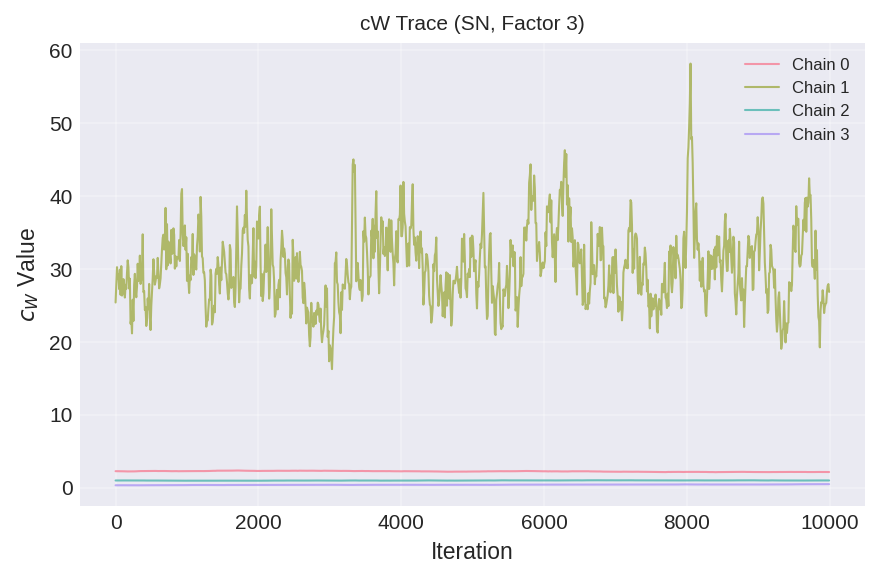 cW Trace (SN, Factor 3)
60
50
40
30
20
10
0
c_W Value
Chain 0
Chain 1
Chain 2
Chain 3
0 2000 4000 6000 8000 10000
Iteration